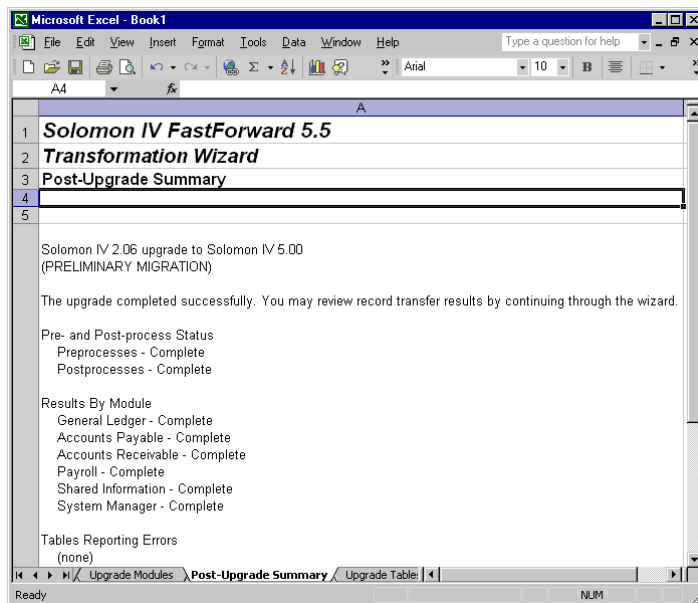 Microsoft Excel - Book1
File Edit View Insert Format Tools Data Window Help Type a question for help
Arial 10 B
A4 fx
A
1 Solomon IV FastForward 5.5
2 Transformation Wizard
3 Post-Upgrade Summary
4
5
Solomon IV 2.06 upgrade to Solomon IV 5.00
(PRELIMINARY MIGRATION)
The upgrade completed successfully. You may review record transfer results by continuing through the wizard.
Pre- and Post-process Status
Preprocesses - Complete
Postprocesses - Complete
Results By Module
General Ledger - Complete
Accounts Payable - Complete
Accounts Receivable - Complete
Payroll - Complete
Shared Information - Complete
System Manager - Complete
Tables Reporting Errors
(none)
Upgrade Modules Post-Upgrade Summary Upgrade Table
Ready NUM